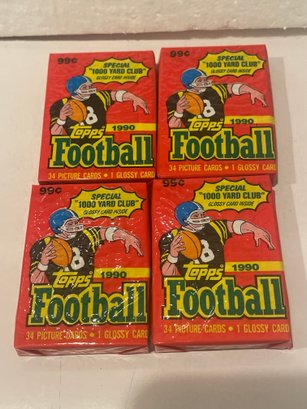 99¢
SPECIAL
"1000 YARD CLUB"
GLOSSY CARD INSIDE
TOPPS 1990
Football
34 PICTURE CARDS • 1 GLOSSY CARD
99¢
SPECIAL
"1000 YARD CLUB"
GLOSSY CARD INSIDE
8
TOPPS 1990
Football
34 PICTURE CARDS • 1 GLOSSY CARD
99¢
SPECIAL
"1000 YARD CLUB"
GLOSSY CARD INSIDE
8
TOPPS 1990
Football
34 PICTURE CARDS • 1 GLOSSY CARD
99¢
SPECIAL
"1000 YARD CLUB"
GLOSSY CARD INSIDE
8
TOPPS 1990
Football
34 PICTURE CARDS • 1 GLOSSY CARD